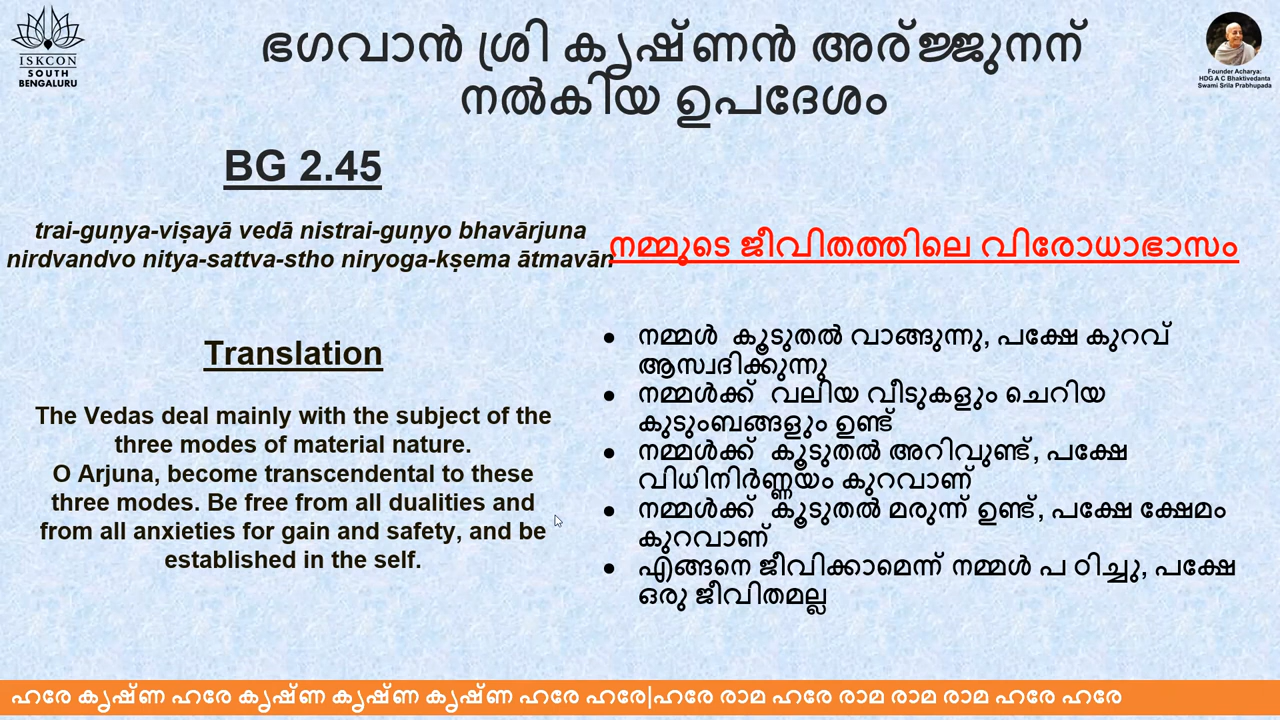 ISKCON
SOUTH
BENGALURU
ഭഗവാൻ ശ്രി കൃഷ്ണൻ അര്ജ്ജുനന്
നൽകിയ ഉപദേശം
Founder Acharya:
HDG A C Bhaktivedanta
Swami Srila Prabhupada
BG 2.45
trai-guṇya-viṣayā vedā nistrai-guṇyo bhavārjuna
nirdvandvo nitya-sattva-stho niryoga-kṣema ātmavān
Translation
The Vedas deal mainly with the subject of the
three modes of material nature.
O Arjuna, become transcendental to these
three modes. Be free from all dualities and
from all anxieties for gain and safety, and be
established in the self.
നമ്മൂടെ ജീവിതത്തിലെ വിരോധാഭാസം
● നമ്മൾ കൂടുതൽ വാങ്ങുന്നു, പക്ഷേ കുറവ്
ആസ്വദിക്കുന്നു
● നമ്മൾക്ക് വലിയ വീടുകളും ചെറിയ
കുടുംബങ്ങളും ഉണ്ട്
● നമ്മൾക്ക് കൂടുതൽ അറിവുണ്ട്, പക്ഷേ
വിധിനിർണ്ണയം കുറവാണ്
● നമ്മൾക്ക് കൂടുതൽ മരുന്ന് ഉണ്ട്, പക്ഷേ ക്ഷേമം
കുറവാണ്
● എങ്ങനെ ജീവിക്കാമെന്ന് നമ്മൾ പ ഠിച്ചു, പക്ഷേ
ഒരു ജീവിതമല്ല
ഹരേ കൃഷ്ണ ഹരേ കൃഷ്ണ കൃഷ്ണ കൃഷ്ണ ഹരേ ഹരേ|ഹരേ രാമ ഹരേ രാമ രാമ രാമ ഹരേ ഹരേ